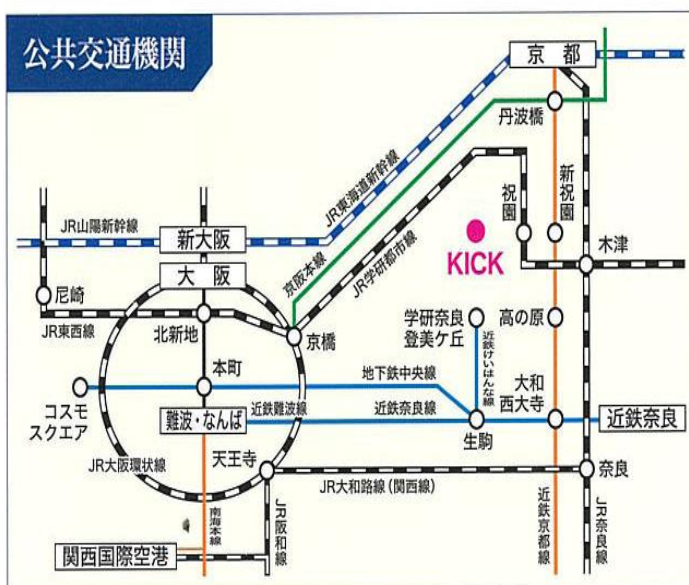 公共交通機関
京都
丹波橋
JR東海道新幹線
新祝園
祝園
JR山陽新幹線
新大阪
京阪本線
JR学研都市線
KICK
木津
大阪
尼崎
JR東西線
北新地
京橋
学研奈良
登美ケ丘
近鉄けいはんな線
高の原
本町
地下鉄中央線
コスモ
スクエア
難波・なんば
近鉄難波線
近鉄奈良線
大和
西大寺
生駒
近鉄奈良
JR大阪環状線
天王寺
奈良
JR大和路線(関西線)
南海本線
JR阪和線
近鉄京都線
JR奈良線
関西国際空港